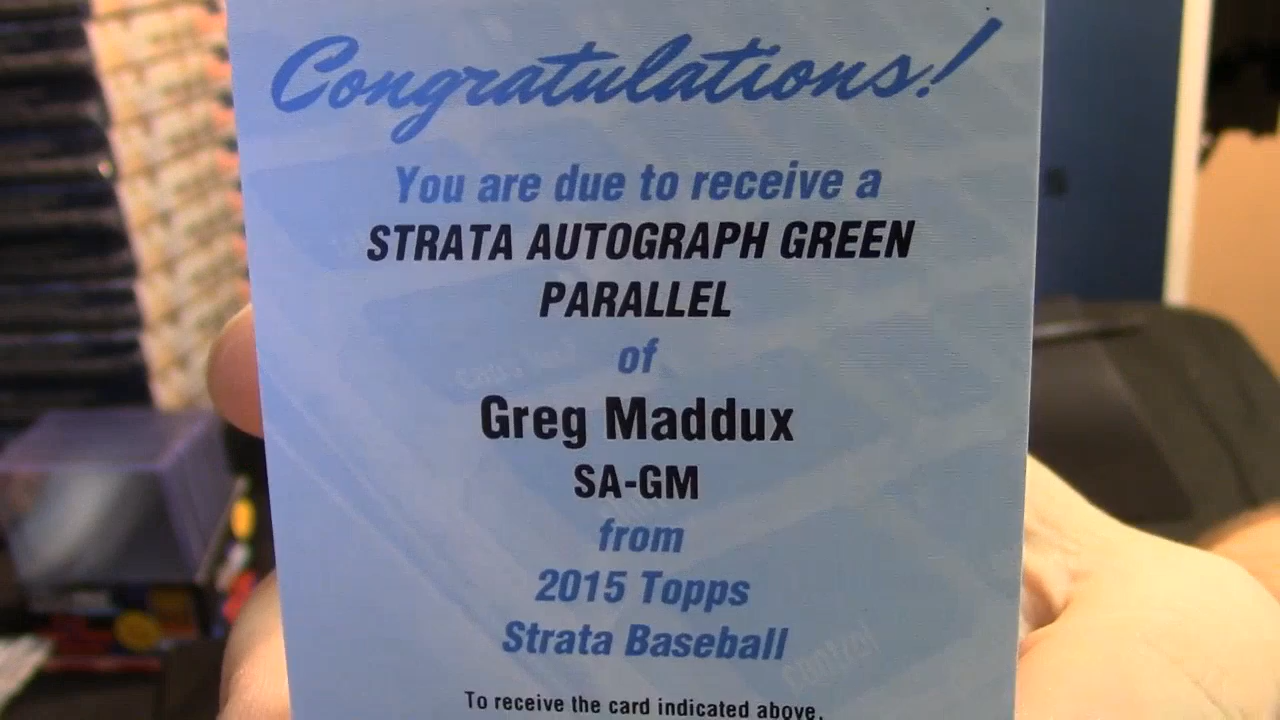 Congratulations!
You are due to receive a
STRATA AUTOGRAPH GREEN
PARALLEL
of
Greg Maddux
SA-GM
from
2015 Topps
Strata Baseball
To receive the card indicated above,